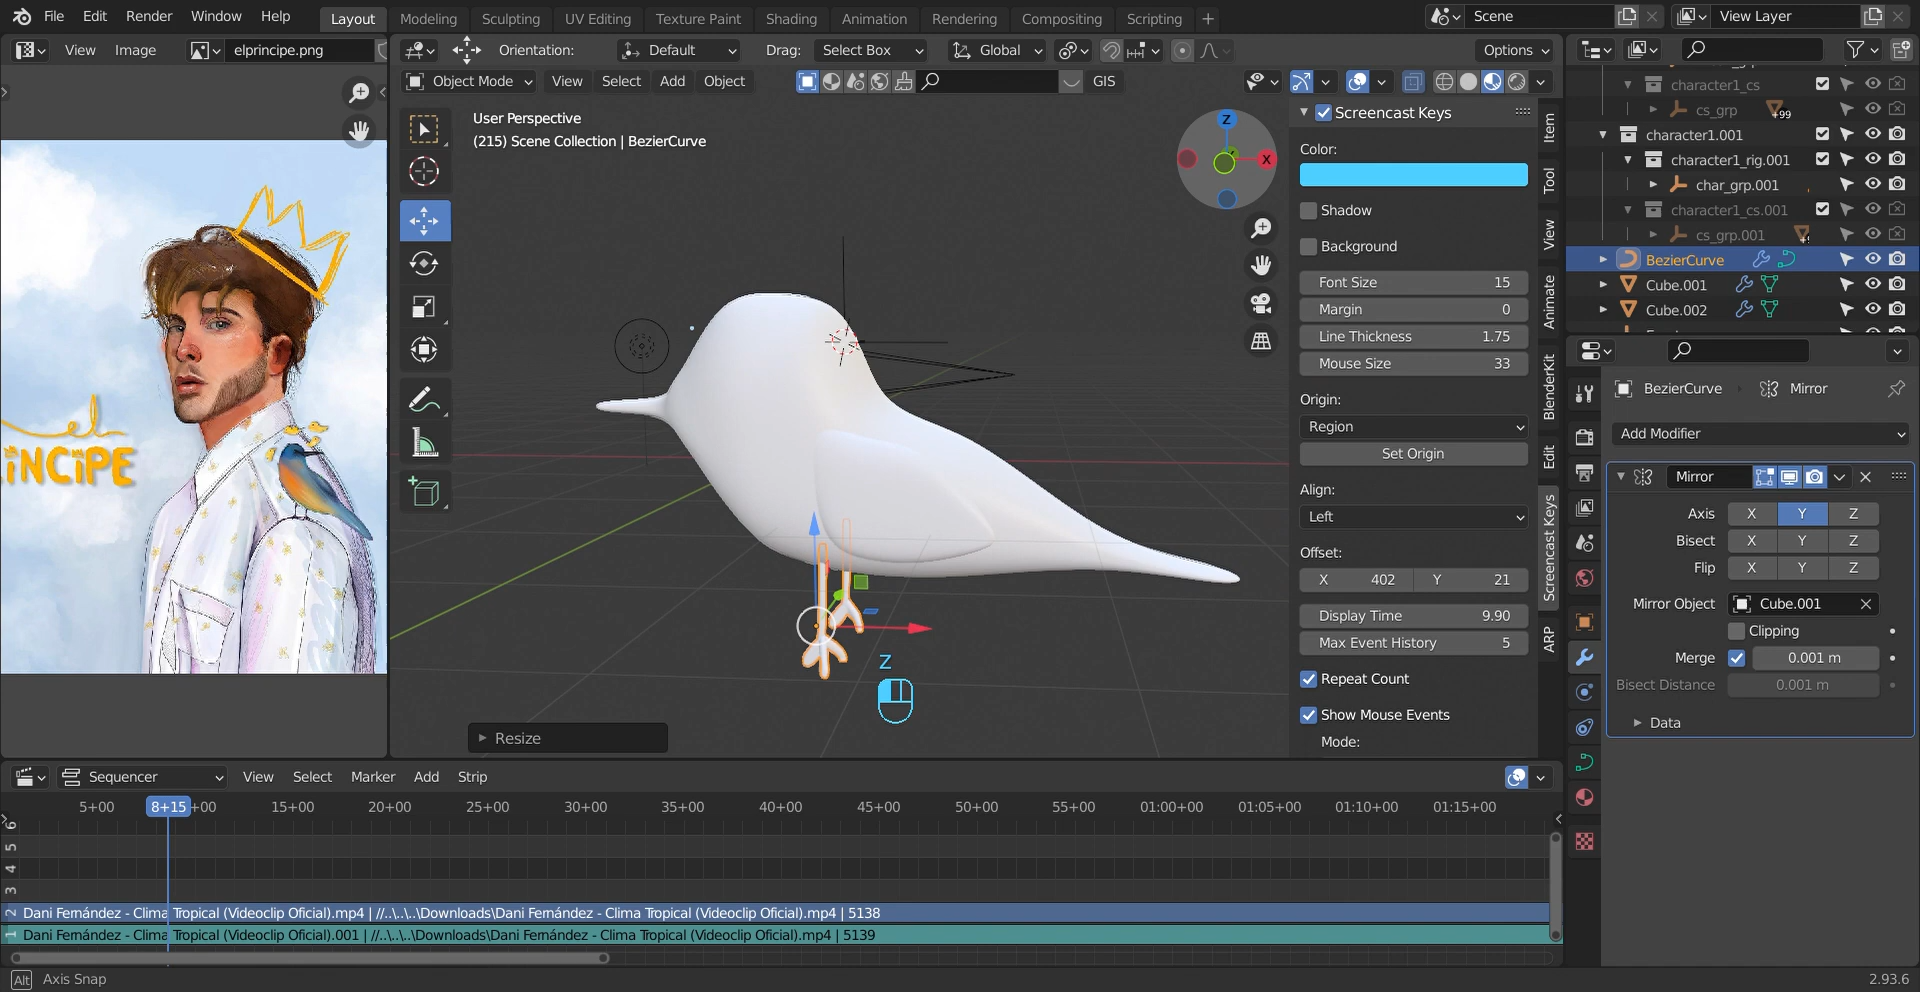 File Edit Render Window Help Layout Modeling Sculpting UV Editing Texture Paint Shading Animation Rendering Compositing Scripting + Scene View Layer
View Image elprincipe.png
Orientation: Default Drag: Select Box Global Options
Object Mode View Select Add Object GIS
User Perspective
(215) Scene Collection | BezierCurve
Z
X
el
iNCiPE
Z
Resize
Screencast Keys
Color:
Shadow
Background
Font Size 15
Margin 0
Line Thickness 1.75
Mouse Size 33
Origin:
Region
Set Origin
Align:
Left
Offset:
X 402 Y 21
Display Time 9.90
Max Event History 5
Repeat Count
Show Mouse Events
Mode:
Item
Tool
View
Animate
BlenderKit
Edit
Screencast Keys
ARP
character1_cs
cs_grp +99
character1.001
character1_rig.001
char_grp.001
character1_cs.001
cs_grp.001
BezierCurve
Cube.001
Cube.002
BezierCurve Mirror
Add Modifier
Mirror
Axis X Y Z
Bisect X Y Z
Flip X Y Z
Mirror Object Cube.001
Clipping
Merge 0.001 m
Bisect Distance 0.001 m
Data
Sequencer View Select Marker Add Strip
5+00 8+15 +00 15+00 20+00 25+00 30+00 35+00 40+00 45+00 50+00 55+00 01:00+00 01:05+00 01:10+00 01:15+00
6
5
4
3
2 Dani Fernández - Clima Tropical (Videoclip Oficial).mp4 | //..\..\..\Downloads\Dani Fernández - Clima Tropical (Videoclip Oficial).mp4 | 5138
1 Dani Fernández - Clima Tropical (Videoclip Oficial).001 | //..\..\..\Downloads\Dani Fernández - Clima Tropical (Videoclip Oficial).mp4 | 5139
Alt Axis Snap 2.93.6